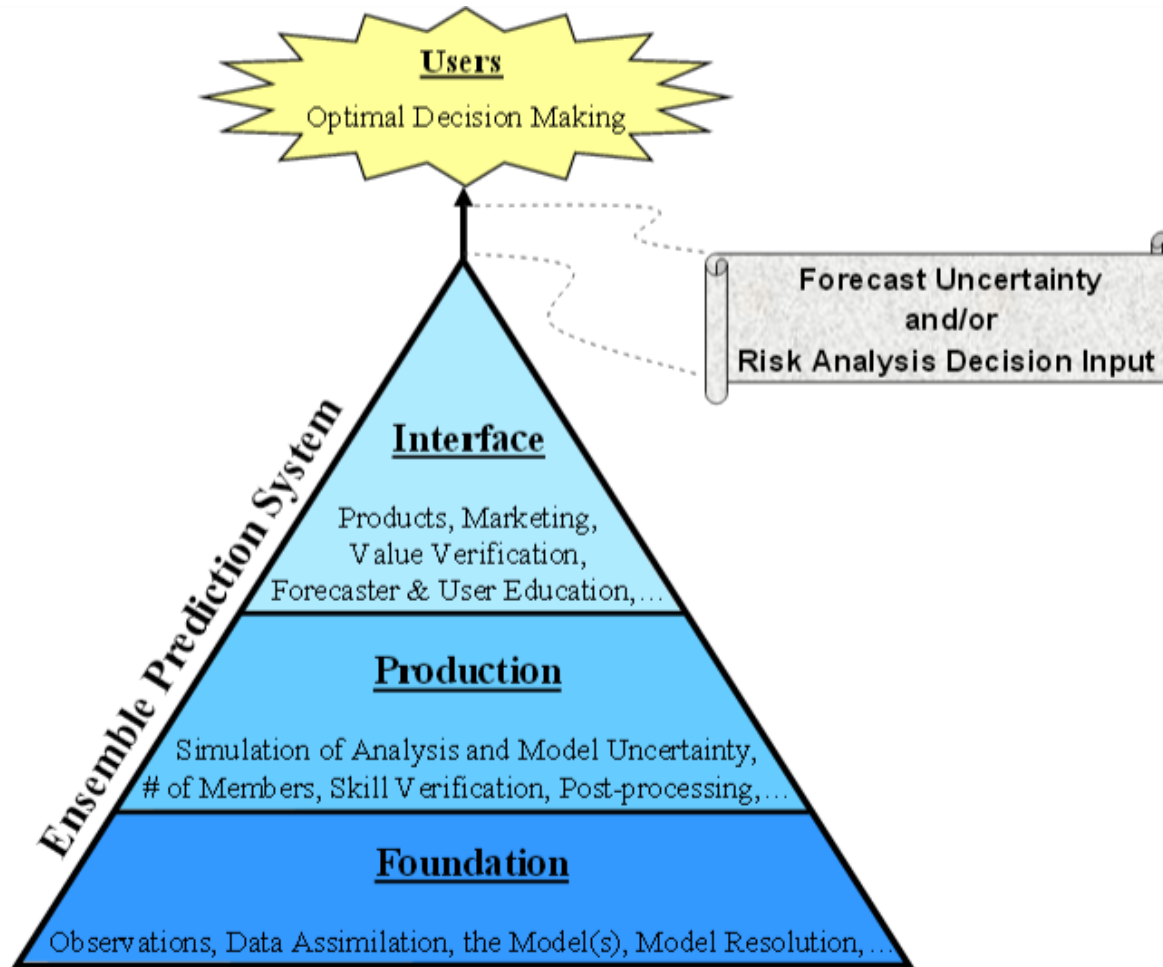 Users
Optimal Decision Making
Forecast Uncertainty
and/or
Risk Analysis Decision Input
Ensemble Prediction System
Interface
Products, Marketing,
Value Verification,
Forecaster & User Education,…
Production
Simulation of Analysis and Model Uncertainty,
# of Members, Skill Verification, Post-processing,…
Foundation
Observations, Data Assimilation, the Model(s), Model Resolution,…